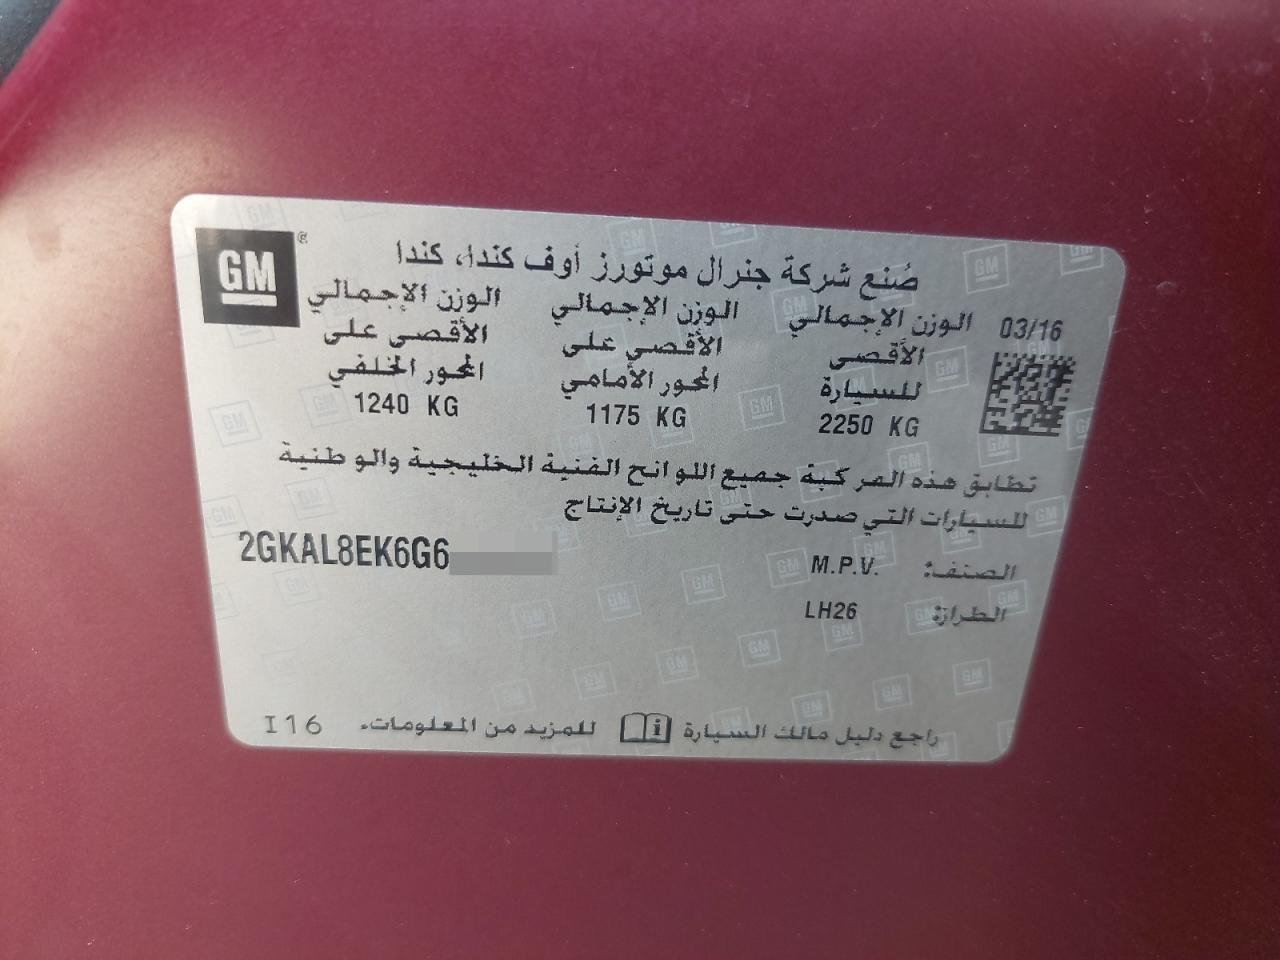 GM
صُنع شركة جنرال موتورز أوف كندا، كندا
03/16
الوزن الإجمالي الأقصى للسيارة
2250 KG
الوزن الإجمالي الأقصى على المحور الأمامي
1175 KG
الوزن الإجمالي الأقصى على المحور الخلفي
1240 KG
تطابق هذه المركبة جميع اللوائح الفنية الخليجية والوطنية
للسيارات التي صدرت حتى تاريخ الإنتاج
2GKAL8EK6G6
الصنف: M.P.V.
الطراز: LH26
راجع دليل مالك السيارة للمزيد من المعلومات.
I16